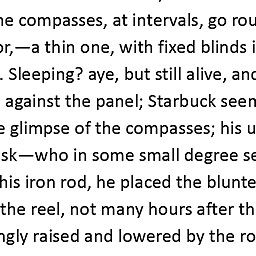 he compasses, at intervals, go rou
or,—a thin one, with fixed blinds i
. Sleeping? aye, but still alive, and
against the panel; Starbuck seem
e glimpse of the compasses; his u
sk—who in some small degree se
his iron rod, he placed the blunte
the reel, not many hours after th
ngly raised and lowered by the ro